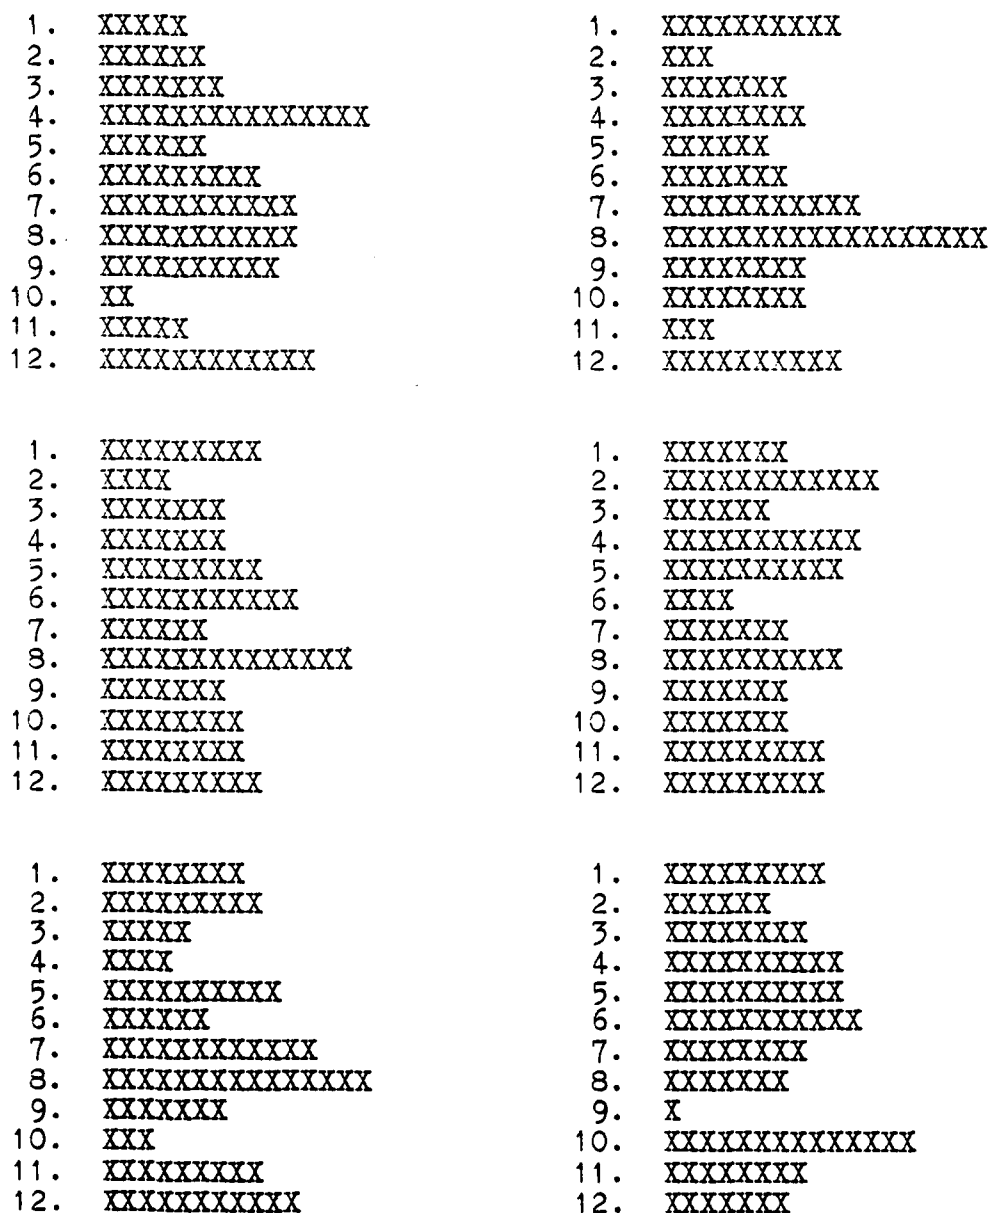 1. XXXXX
2. XXXXXX
3. XXXXXXX
4. XXXXXXXXXXXXXXX
5. XXXXXX
6. XXXXXXXXX
7. XXXXXXXXXXX
8. XXXXXXXXXXX
9. XXXXXXXXXX
10. XX
11. XXXXX
12. XXXXXXXXXXXX
1. XXXXXXXXXX
2. XXX
3. XXXXXXX
4. XXXXXXXX
5. XXXXXX
6. XXXXXXX
7. XXXXXXXXXXX
8. XXXXXXXXXXXXXXXXXX
9. XXXXXXXX
10. XXXXXXXX
11. XXX
12. XXXXXXXXXX
1. XXXXXXXXX
2. XXXX
3. XXXXXXX
4. XXXXXXX
5. XXXXXXXXX
6. XXXXXXXXXXX
7. XXXXXX
8. XXXXXXXXXXXXXX
9. XXXXXXX
10. XXXXXXXX
11. XXXXXXXX
12. XXXXXXXXX
1. XXXXXXX
2. XXXXXXXXXXXX
3. XXXXXX
4. XXXXXXXXXXX
5. XXXXXXXXXX
6. XXXX
7. XXXXXXX
8. XXXXXXXXXX
9. XXXXXXX
10. XXXXXXX
11. XXXXXXXXX
12. XXXXXXXXX
1. XXXXXXXX
2. XXXXXXXXX
3. XXXXX
4. XXXX
5. XXXXXXXXXX
6. XXXXXX
7. XXXXXXXXXXXX
8. XXXXXXXXXXXXXXX
9. XXXXXXX
10. XXX
11. XXXXXXXXX
12. XXXXXXXXXXX
1. XXXXXXXXX
2. XXXXXX
3. XXXXXXXX
4. XXXXXXXXXX
5. XXXXXXXXXX
6. XXXXXXXXXXX
7. XXXXXXXX
8. XXXXXXX
9. X
10. XXXXXXXXXXXXXX
11. XXXXXXXX
12. XXXXXXX